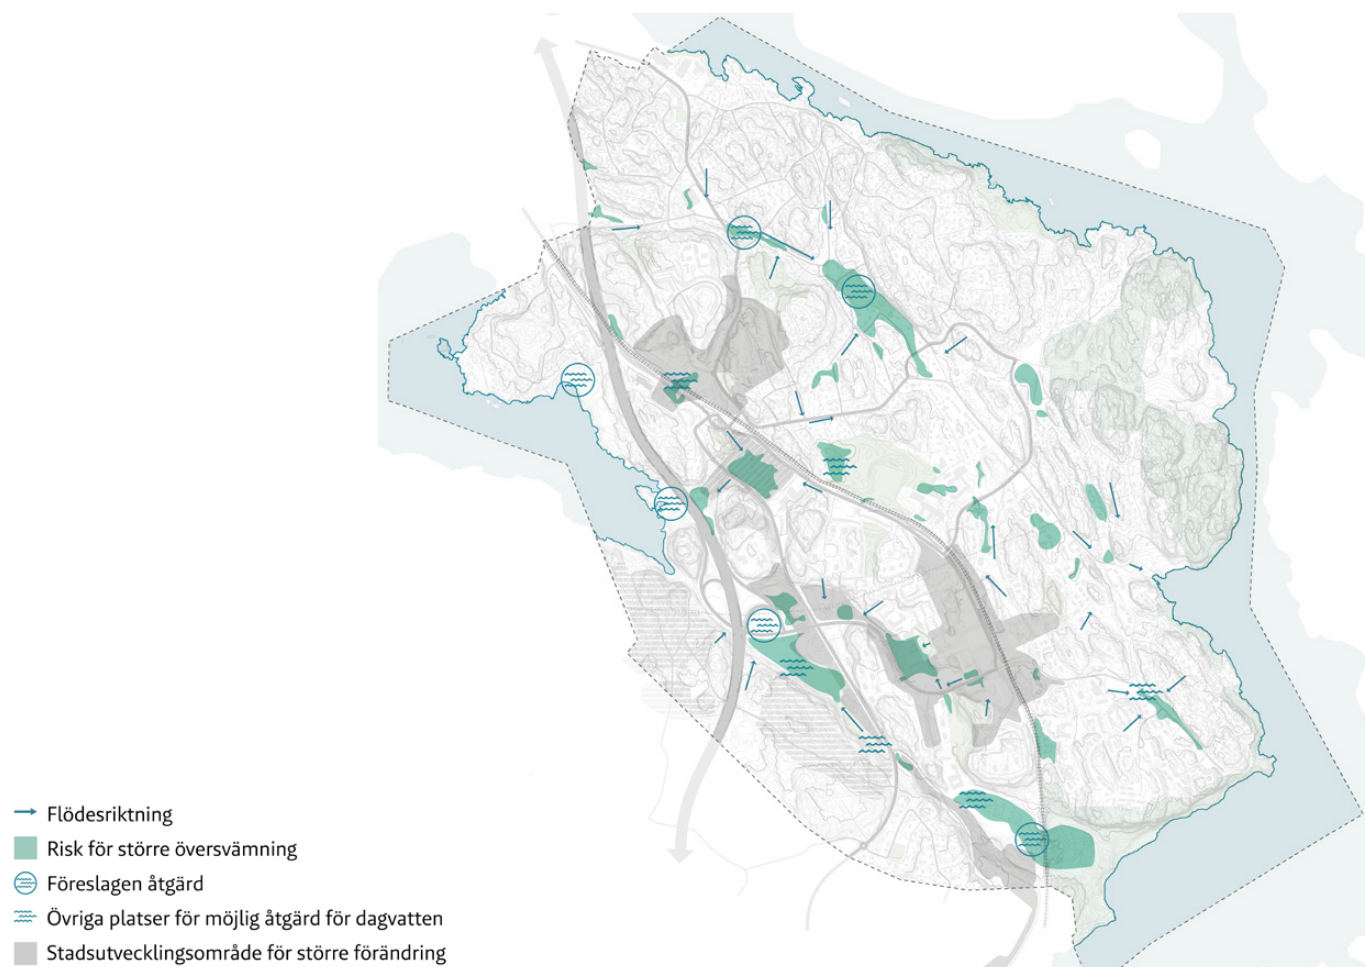 Flödesriktning
Risk för större översvämning
Föreslagen åtgärd
Övriga platser för möjlig åtgärd för dagvatten
Stadsutvecklingsområde för större förändring